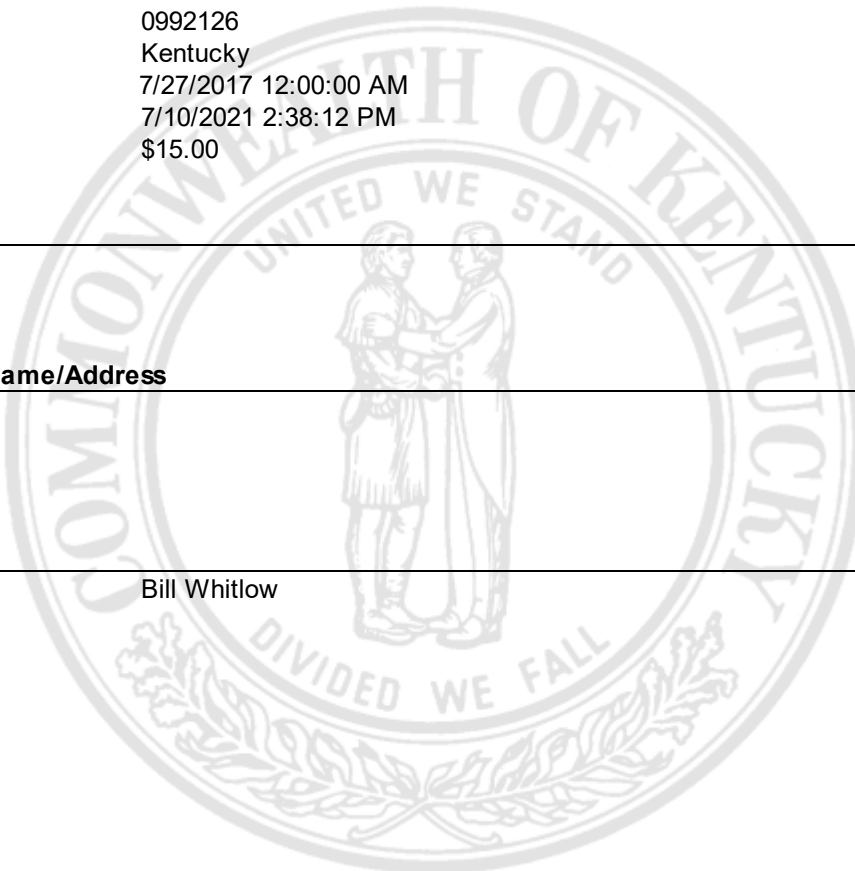 0992126
Kentucky
7/27/2017 12:00:00 AM
7/10/2021 2:38:12 PM
$15.00
COMMONWEALTH OF KENTUCKY
UNITED WE STAND
ame/Address
Bill Whitlow
DIVIDED WE FALL